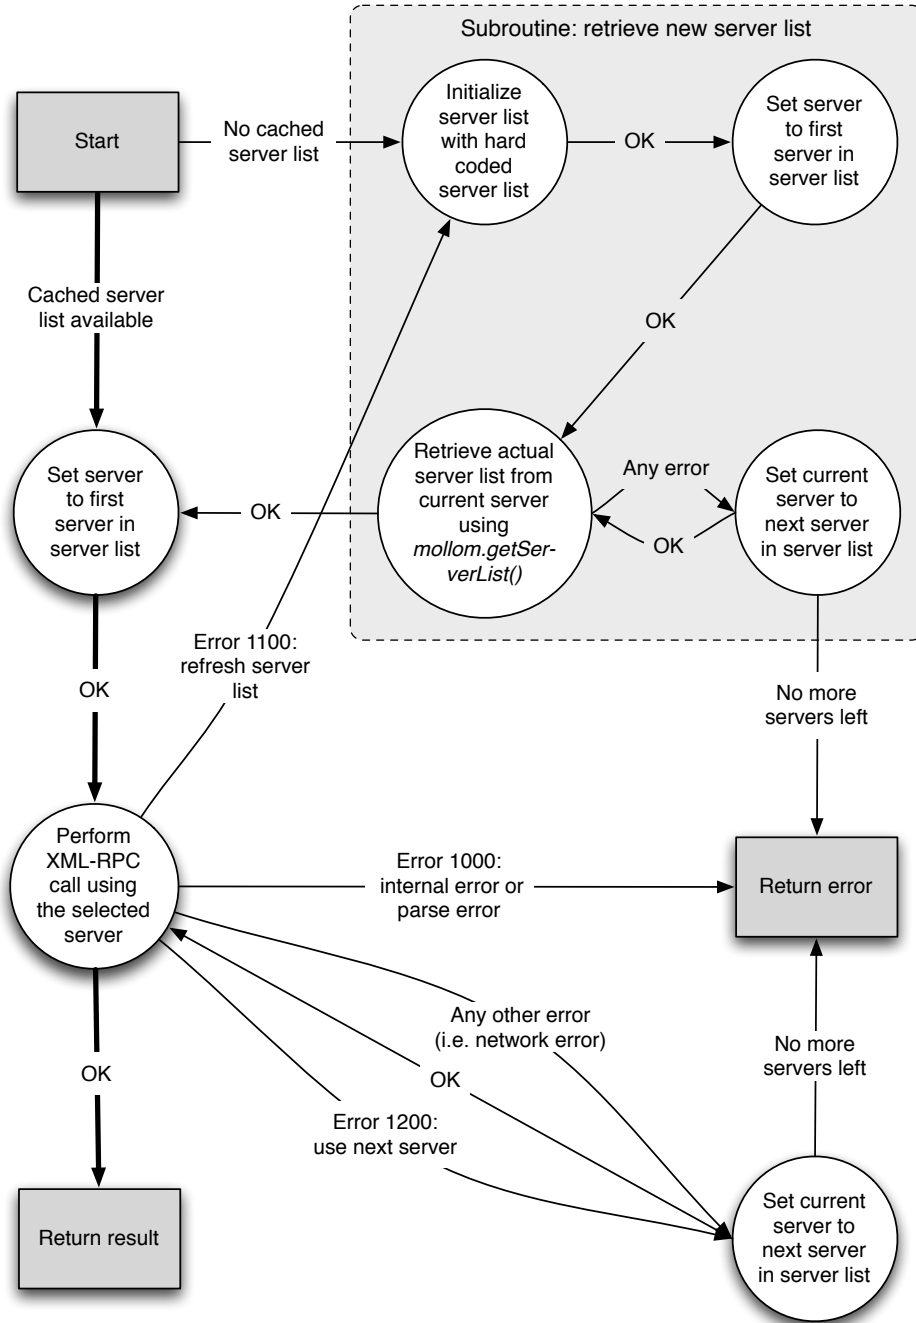 Subroutine: retrieve new server list
Start
No cached
server list
Initialize
server list
with hard
coded
server list
OK
Set server
to first
server in
server list
Cached server
list available
OK
Set server
to first
server in
server list
OK
Retrieve actual
server list from
current server
using
mollom.getSer-
verList()
Any error
OK
Set current
server to
next server
in server list
Error 1100:
refresh server
list
OK
No more
servers left
Perform
XML-RPC
call using
the selected
server
Error 1000:
internal error or
parse error
Return error
Any other error
(i.e. network error)
OK
No more
servers left
OK
Error 1200:
use next server
Return result
Set current
server to
next server
in server list